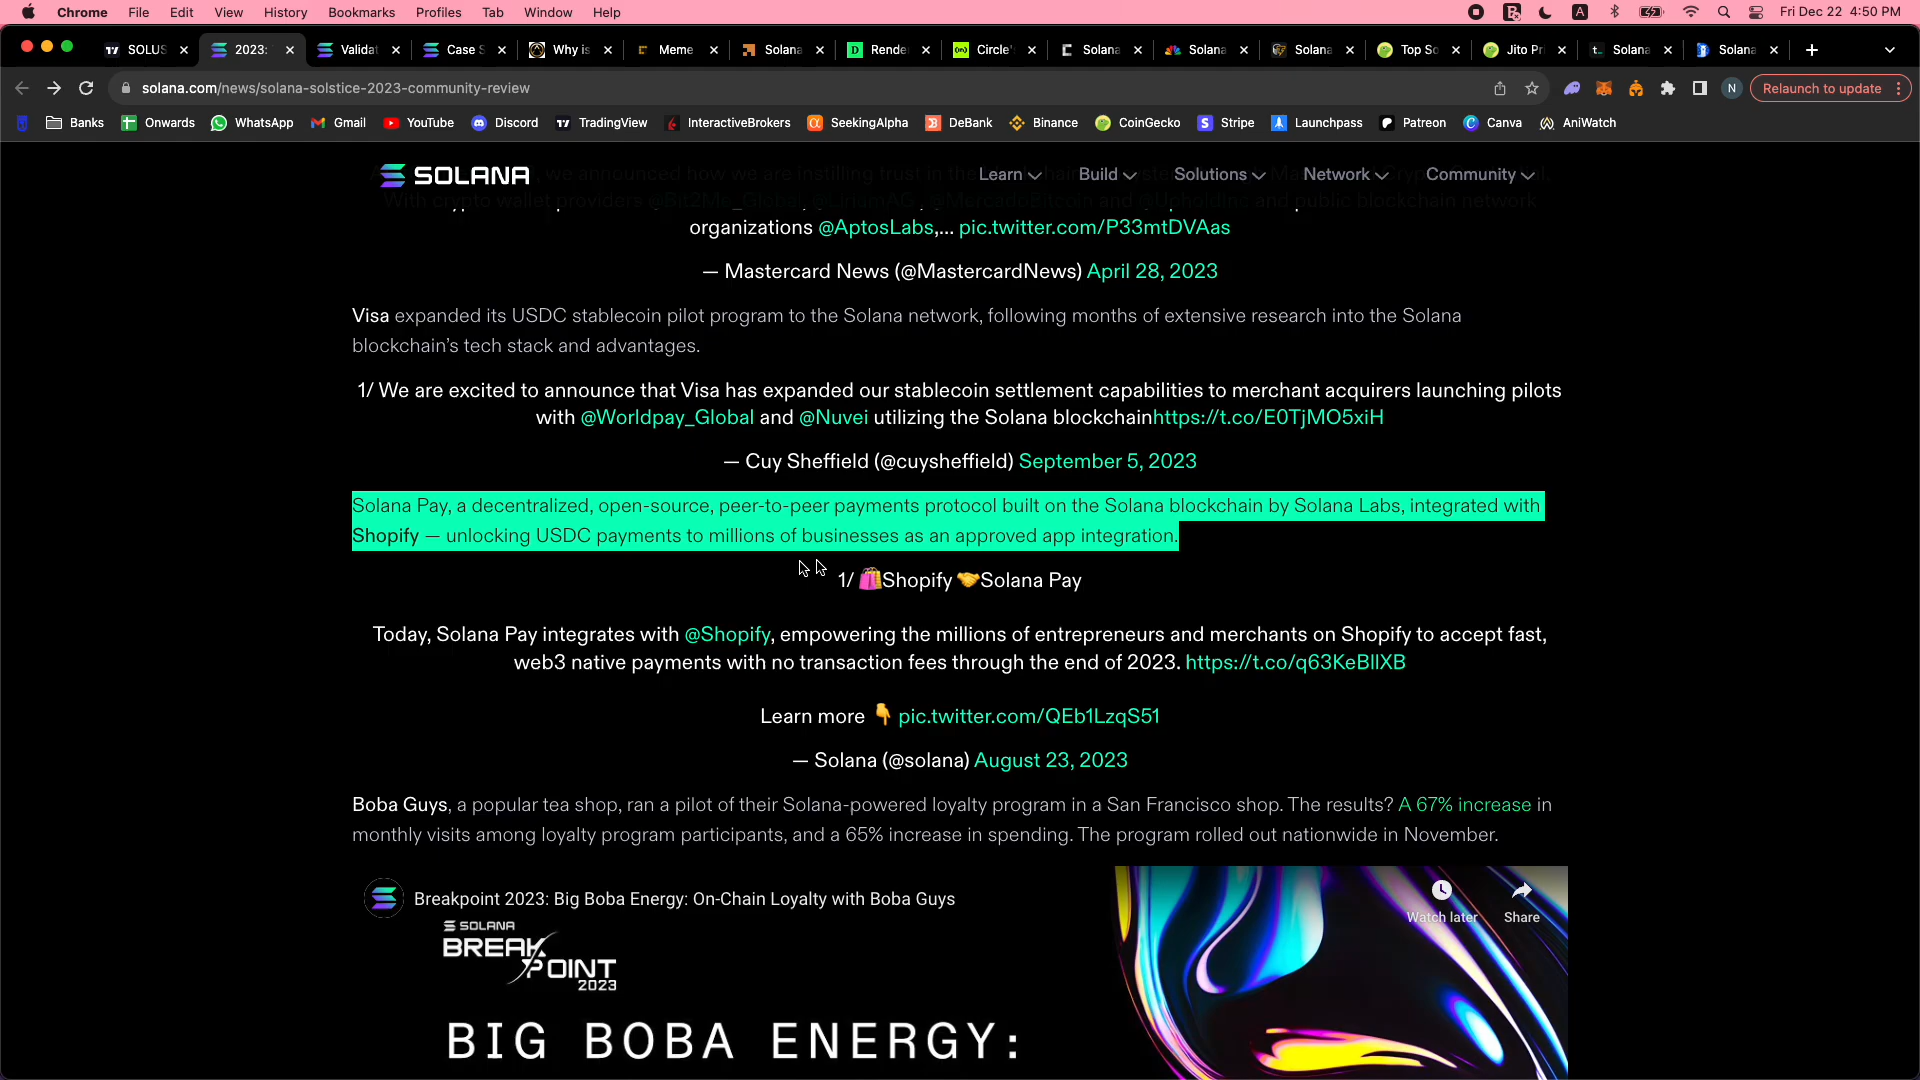 Chrome File Edit View History Bookmarks Profiles Tab Window Help
A
Fri Dec 22 4:50 PM
SOLUS
2023:
Validat
Case S
Why is
Meme
Solana
Render
Circle'
Solana
Solana
Solana
Top So
Jito Pr
Solana
Solana
solana.com/news/solana-solstice-2023-community-review
N
Relaunch to update
Banks Onwards WhatsApp Gmail YouTube Discord TradingView InteractiveBrokers SeekingAlpha DeBank Binance CoinGecko Stripe Launchpass Patreon Canva AniWatch
SOLANA
Learn Build Solutions Network Community
organizations @AptosLabs,... pic.twitter.com/P33mtDVAas
— Mastercard News (@MastercardNews) April 28, 2023
Visa expanded its USDC stablecoin pilot program to the Solana network, following months of extensive research into the Solana
blockchain's tech stack and advantages.
1/ We are excited to announce that Visa has expanded our stablecoin settlement capabilities to merchant acquirers launching pilots
with @Worldpay_Global and @Nuvei utilizing the Solana blockchainhttps://t.co/E0TjMO5xiH
— Cuy Sheffield (@cuysheffield) September 5, 2023
Solana Pay, a decentralized, open-source, peer-to-peer payments protocol built on the Solana blockchain by Solana Labs, integrated with
Shopify — unlocking USDC payments to millions of businesses as an approved app integration.
1/ 🛍️Shopify 🤝Solana Pay
Today, Solana Pay integrates with @Shopify, empowering the millions of entrepreneurs and merchants on Shopify to accept fast,
web3 native payments with no transaction fees through the end of 2023. https://t.co/q63KeBllXB
Learn more 👇 pic.twitter.com/QEb1LzqS51
— Solana (@solana) August 23, 2023
Boba Guys, a popular tea shop, ran a pilot of their Solana-powered loyalty program in a San Francisco shop. The results? A 67% increase in
monthly visits among loyalty program participants, and a 65% increase in spending. The program rolled out nationwide in November.
Breakpoint 2023: Big Boba Energy: On-Chain Loyalty with Boba Guys
Watch later
Share
SOLANA
BREAKPOINT
2023
BIG BOBA ENERGY: